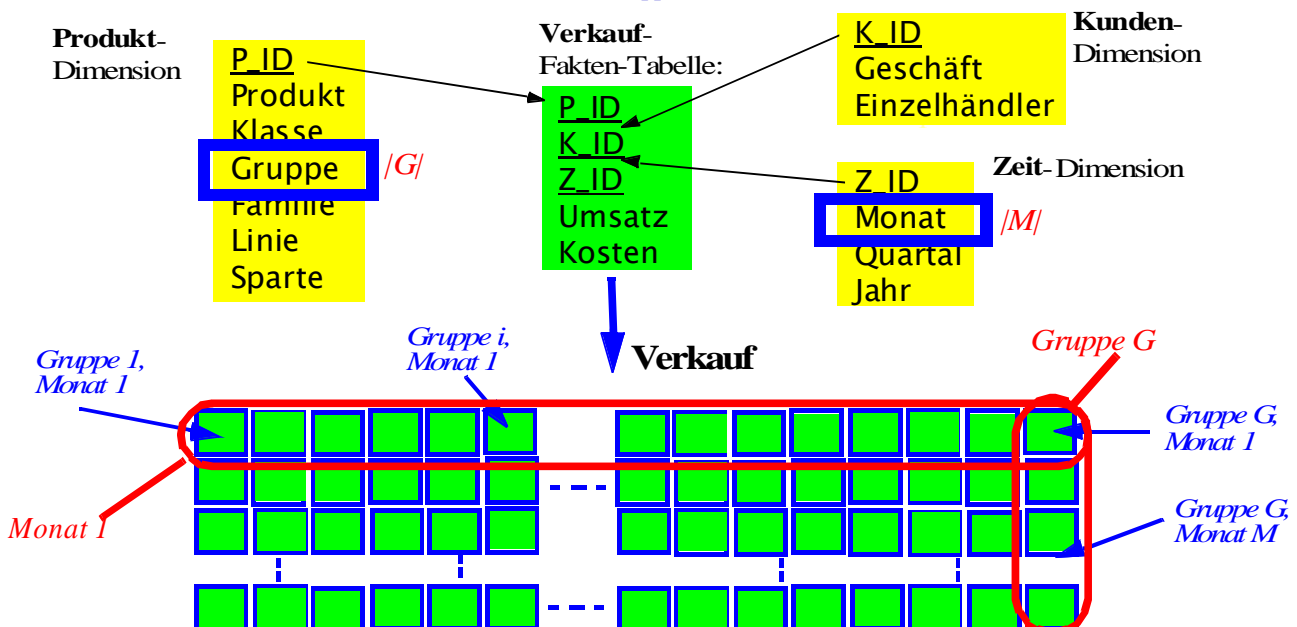 Produkt-
Dimension
P_ID
Produkt
Klasse
Gruppe
Familie
Linie
Sparte
|G|
Verkauf-
Fakten-Tabelle:
P_ID
K_ID
Z_ID
Umsatz
Kosten
K_ID
Geschäft
Einzelhändler
Kunden-
Dimension
Zeit-Dimension
Z_ID
Monat
Quartal
Jahr
|M|
Gruppe 1,
Monat 1
Gruppe i,
Monat 1
Verkauf
Gruppe G
Gruppe G,
Monat 1
Monat 1
Gruppe G,
Monat M